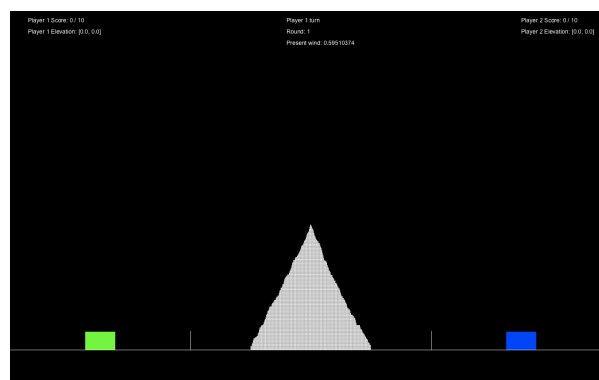 Player 1 Score: 0 / 10
Player 1 Elevation: [0.0, 0.0]
Player 1 turn
Round: 1
Present wind: 0.59510374
Player 2 Score: 0 / 10
Player 2 Elevation: [0.0, 0.0]